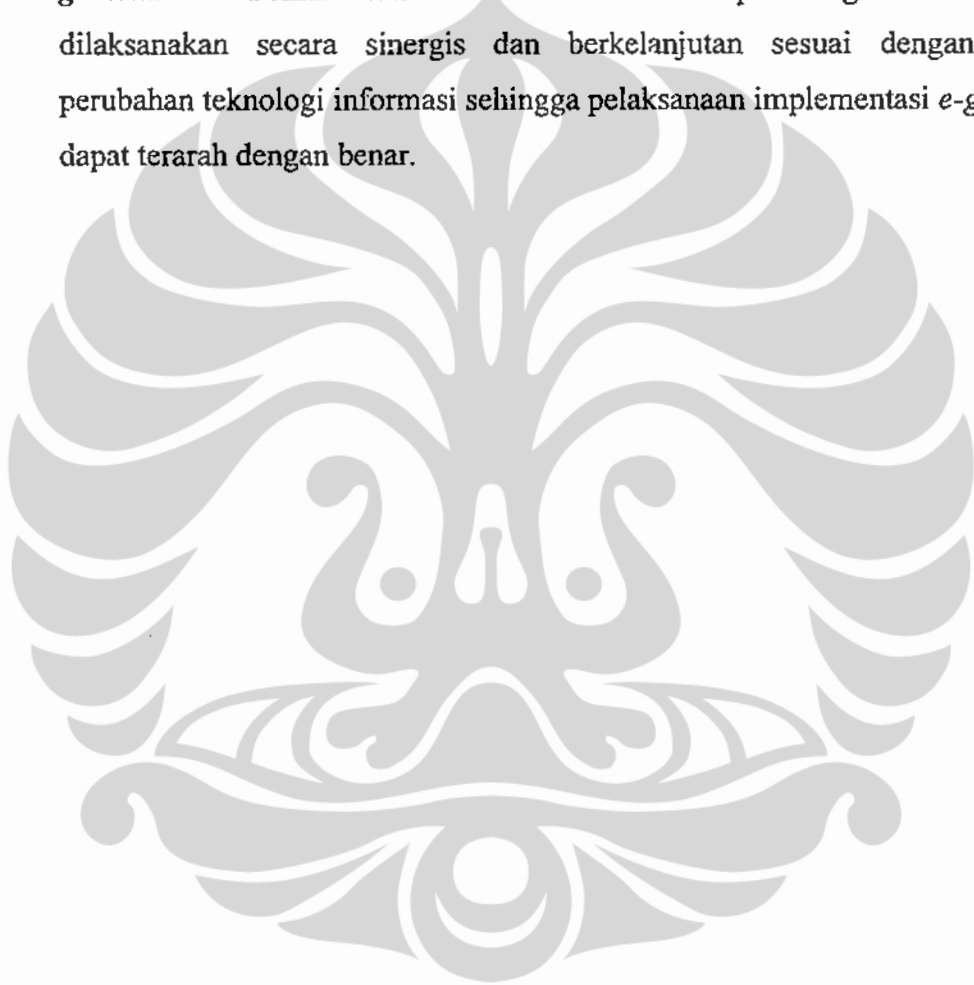 dilaksanakan secara sinergis dan berkelanjutan sesuai dengan
perubahan teknologi informasi sehingga pelaksanaan implementasi e-g
dapat terarah dengan benar.